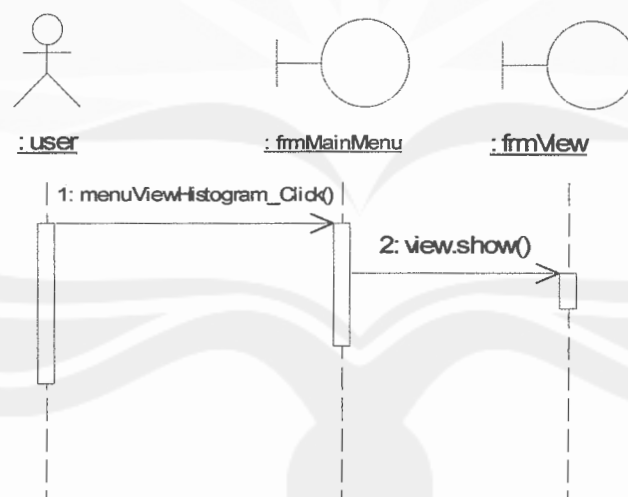 : user
: frmMainMenu
: frmView
1: menuViewHistogram_Click()
2: view.show()